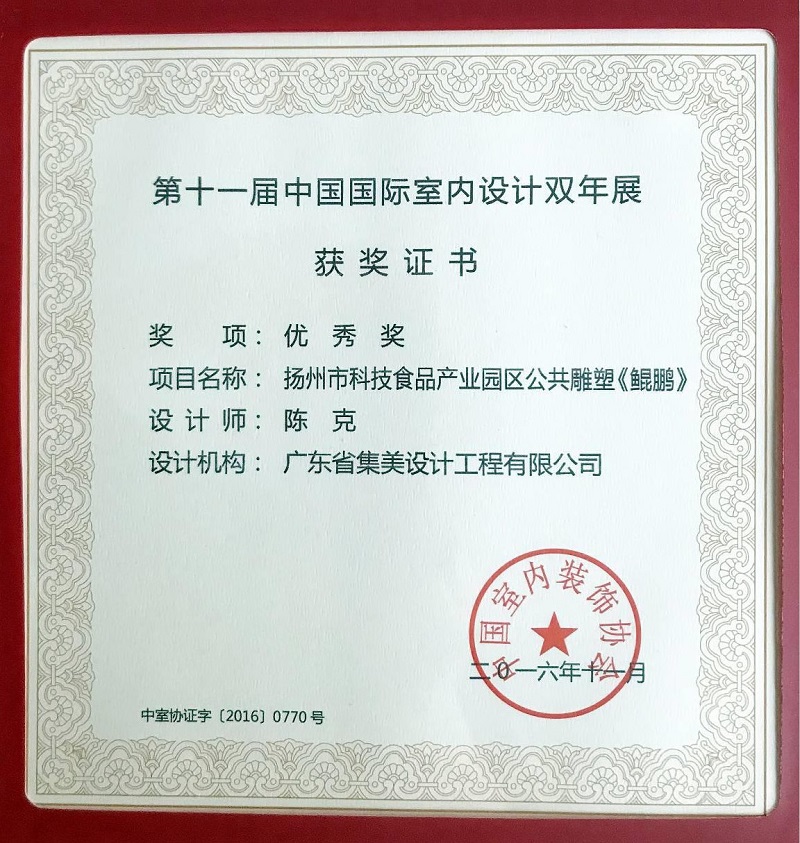 第十一届中国国际室内设计双年展
获奖证书
奖项：优秀奖
项目名称：扬州市科技食品产业园区公共雕塑《鲲鹏》
设计师：陈克
设计机构：广东省集美设计工程有限公司
中国室内装饰协会
二0一六年十一月
中室协证字〔2016〕0770号